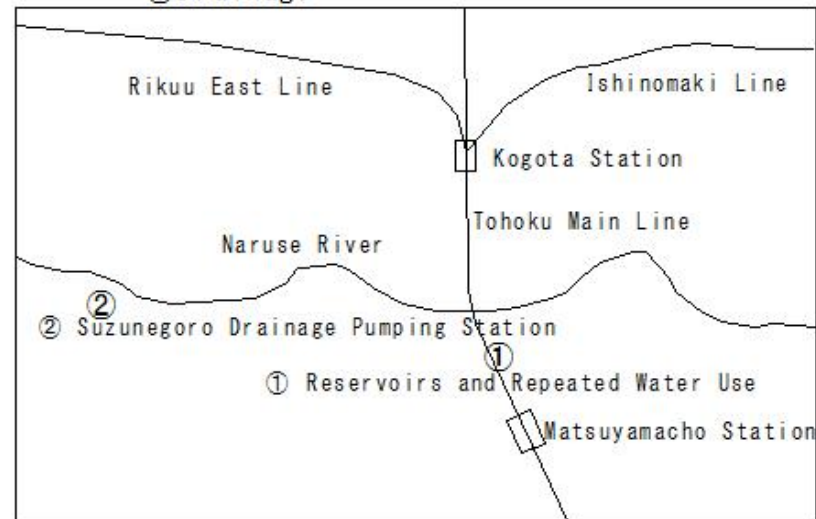 Rikuu East Line
Ishinomaki Line
Kogota Station
Tohoku Main Line
Naruse River
②
② Suzunegoro Drainage Pumping Station
①
① Reservoirs and Repeated Water Use
Matsuyamacho Station